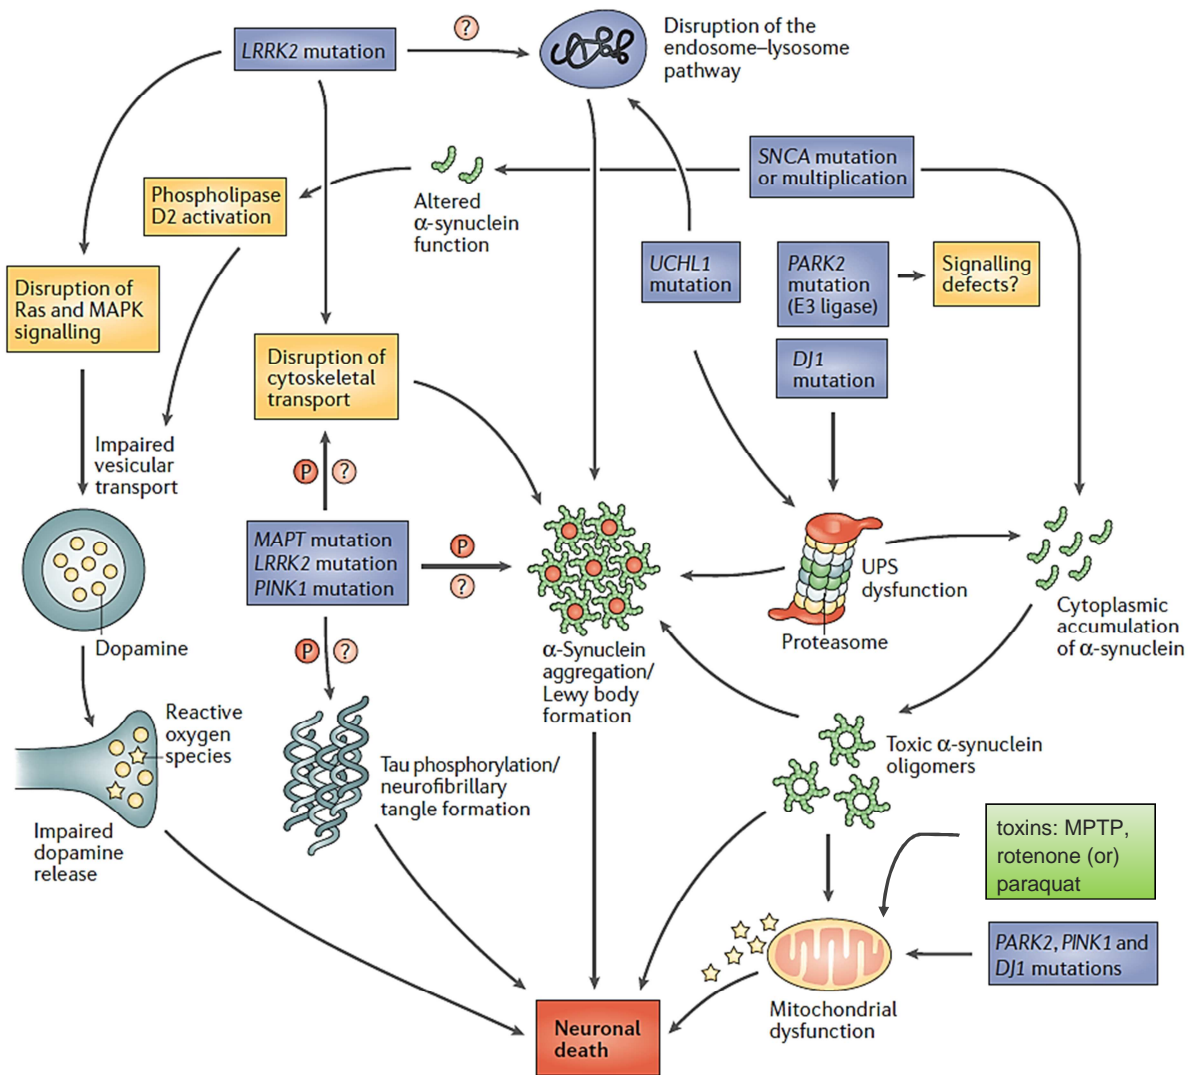 LRRK2 mutation
?
Disruption of the
endosome–lysosome
pathway
SNCA mutation
or multiplication
Phospholipase
D2 activation
Altered
α-synuclein
function
UCHL1
mutation
PARK2
mutation
(E3 ligase)
Signalling
defects?
Disruption of
Ras and MAPK
signalling
Disruption of
cytoskeletal
transport
DJ1
mutation
Impaired
vesicular
transport
P
?
MAPT mutation
LRRK2 mutation
PINK1 mutation
P
?
UPS
dysfunction
Proteasome
Cytoplasmic
accumulation
of α-synuclein
Dopamine
P
?
α-Synuclein
aggregation/
Lewy body
formation
Reactive
oxygen
species
Tau phosphorylation/
neurofibrillary
tangle formation
Toxic α-synuclein
oligomers
Impaired
dopamine
release
toxins: MPTP,
rotenone (or)
paraquat
PARK2, PINK1 and
DJ1 mutations
Mitochondrial
dysfunction
Neuronal
death